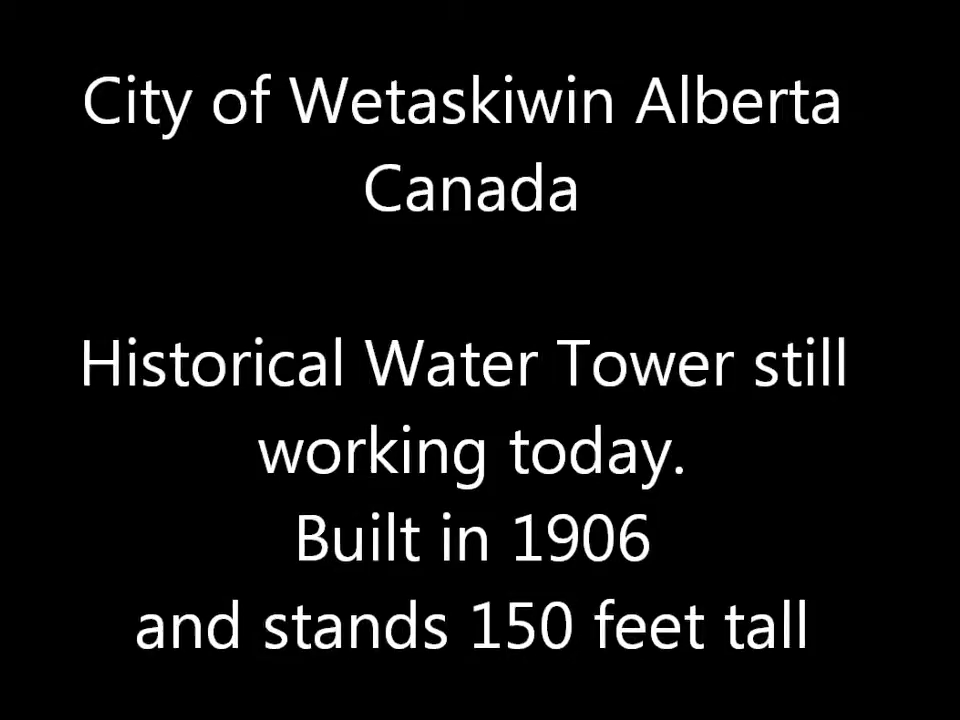 City of Wetaskiwin Alberta
Canada
Historical Water Tower still
working today.
Built in 1906
and stands 150 feet tall